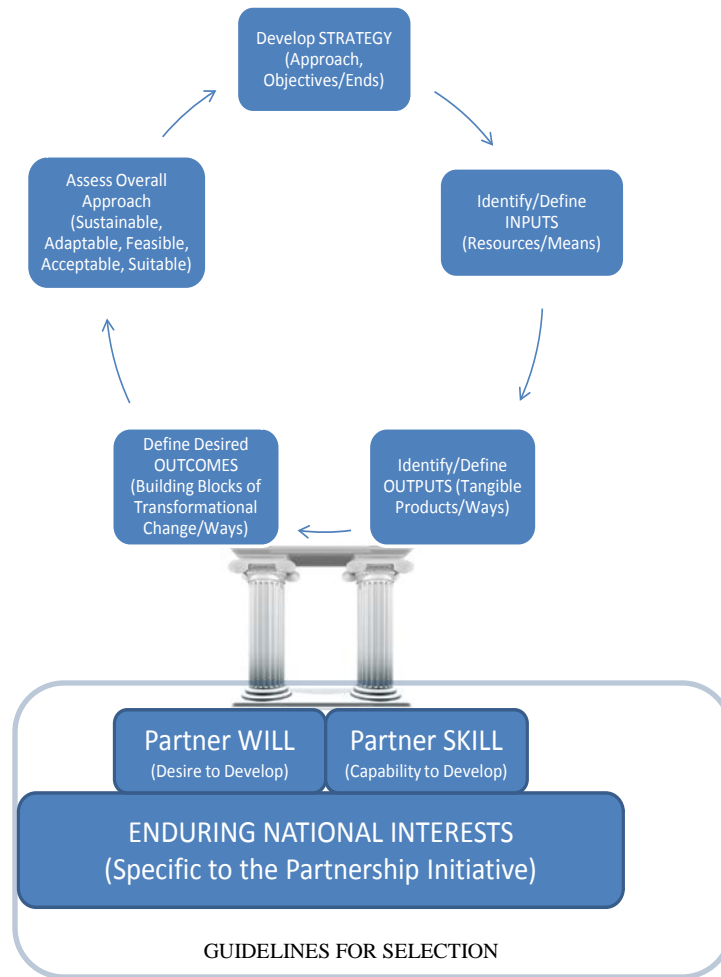 Develop STRATEGY
(Approach,
Objectives/Ends)
Identify/Define
INPUTS
(Resources/Means)
Identify/Define
OUTPUTS (Tangible
Products/Ways)
Define Desired
OUTCOMES
(Building Blocks of
Transformational
Change/Ways)
Assess Overall
Approach
(Sustainable,
Adaptable, Feasible,
Acceptable, Suitable)
Partner WILL
(Desire to Develop)
Partner SKILL
(Capability to Develop)
ENDURING NATIONAL INTERESTS
(Specific to the Partnership Initiative)
GUIDELINES FOR SELECTION